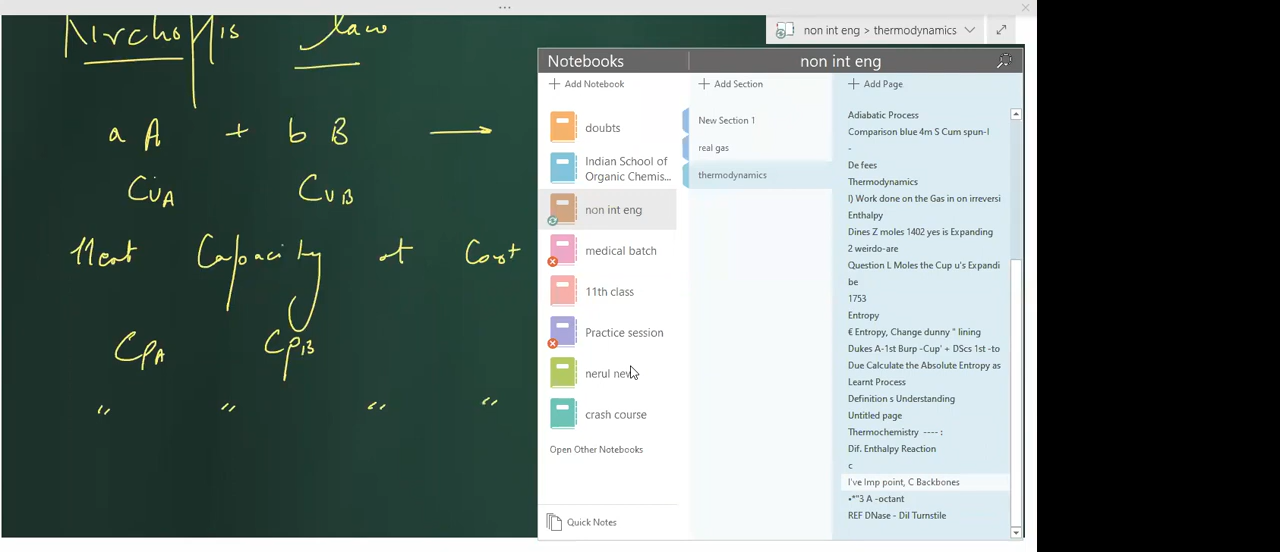 non int eng > thermodynamics
Kirchoff's law
a A + b B ⟶
CvA CvB
Heat Capacity at Const
CpA CpB
" " " "
Notebooks
non int eng
+ Add Notebook
+ Add Section
+ Add Page
doubts
Indian School of
Organic Chemis...
non int eng
medical batch
11th class
Practice session
nerul new
crash course
Open Other Notebooks
Quick Notes
New Section 1
real gas
thermodynamics
Adiabatic Process
Comparison blue 4m S Cum spun-I
-
De fees
Thermodynamics
I) Work done on the Gas in on irreversi
Enthalpy
Dines Z moles 1402 yes is Expanding
2 weirdo-are
Question L Moles the Cup u's Expandi
be
1753
Entropy
€ Entropy, Change dunny " lining
Dukes A-1st Burp -Cup' + DScs 1st -to
Due Calculate the Absolute Entropy as
Learnt Process
Definition s Understanding
Untitled page
Thermochemistry ---- :
Dif. Enthalpy Reaction
c
I've Imp point, C Backbones
•*"3 A -octant
REF DNase - Dil Turnstile